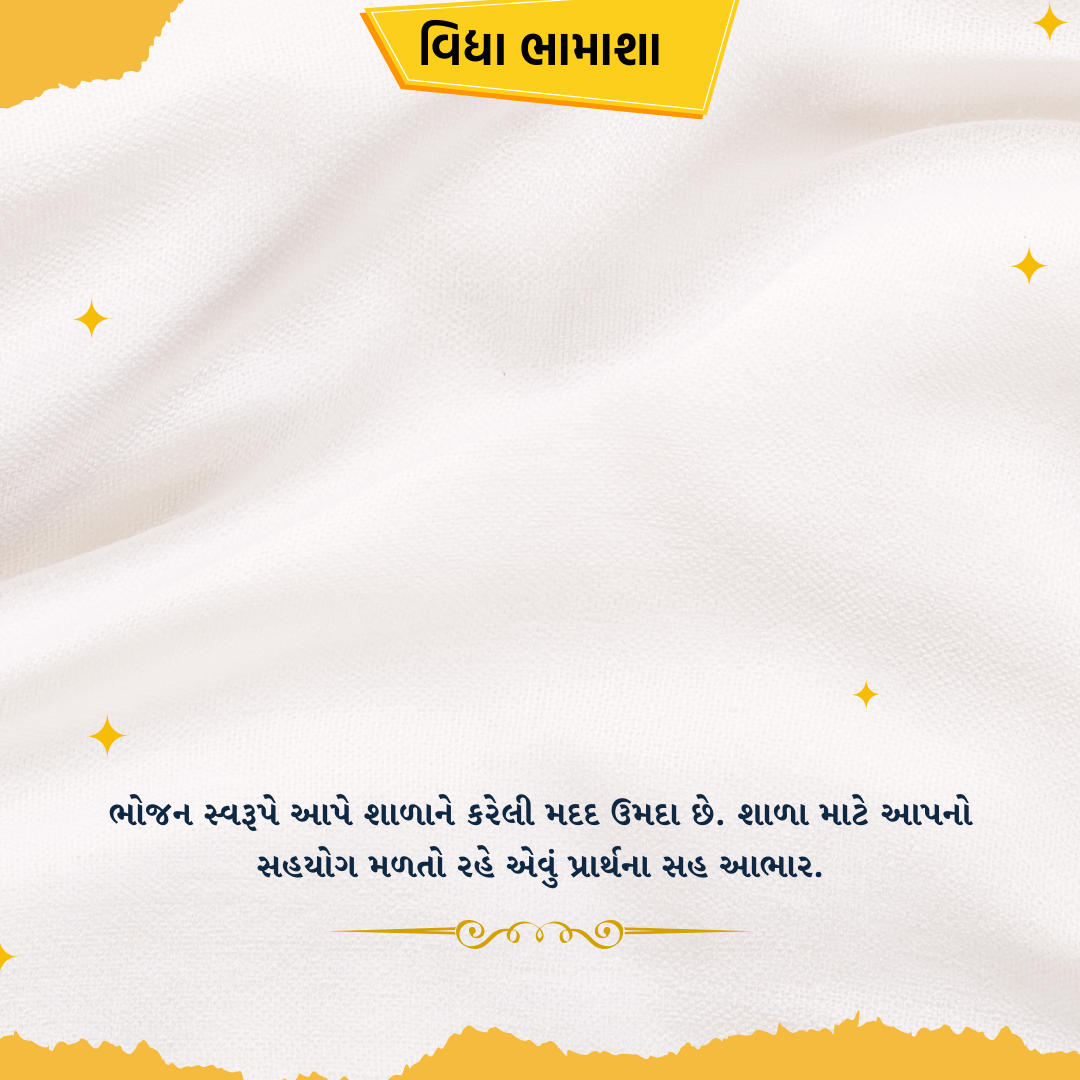 વિદ્યા ભામાશા
ભોજન સ્વરૂપે આપે શાળાને કરેલી મદદ ઉમદા છે. શાળા માટે આપનો
સહયોગ મળતો રહે એવું પ્રાર્થના સહ આભાર.